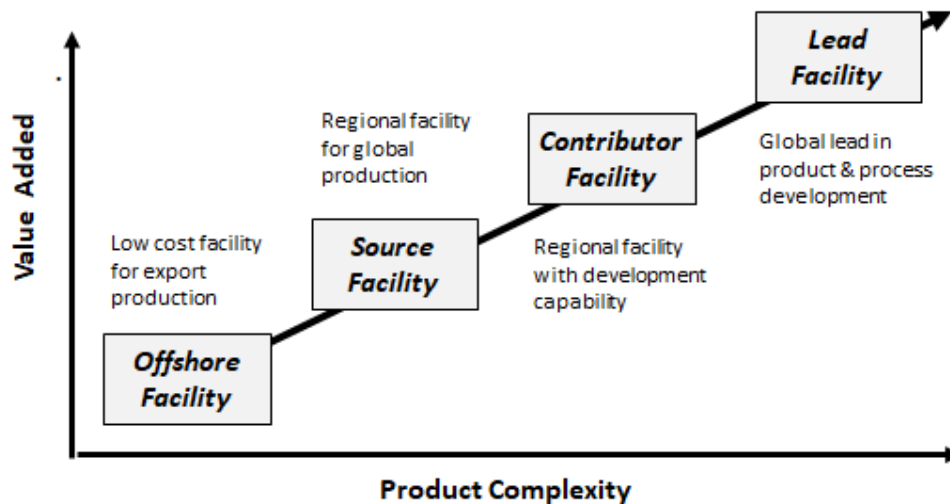 Lead
Facility
Value Added
Regional facility
for global
production
Contributor
Facility
Global lead in
product & process
development
Low cost facility
for export
production
Source
Facility
Regional facility
with development
capability
Offshore
Facility
Product Complexity